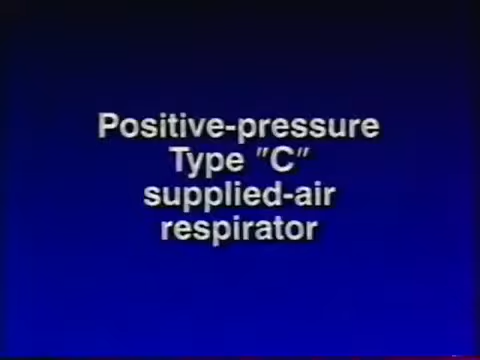 Positive-pressure
Type "C"
supplied-air
respirator